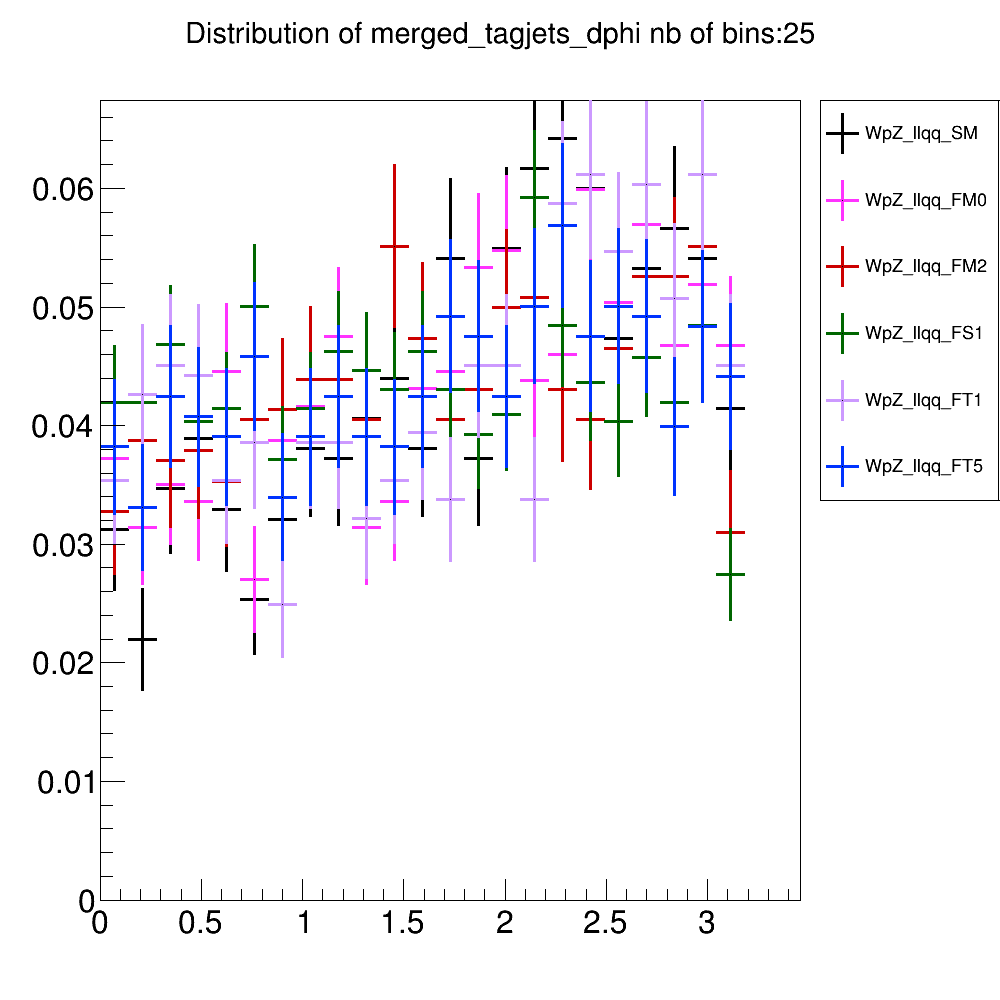 Distribution of merged_tagjets_dphi nb of bins:25
0.06
0.05
0.04
0.03
0.02
0.01
0
0 0.5 1 1.5 2 2.5 3
WpZ_llqq_SM
WpZ_llqq_FM0
WpZ_llqq_FM2
WpZ_llqq_FS1
WpZ_llqq_FT1
WpZ_llqq_FT5